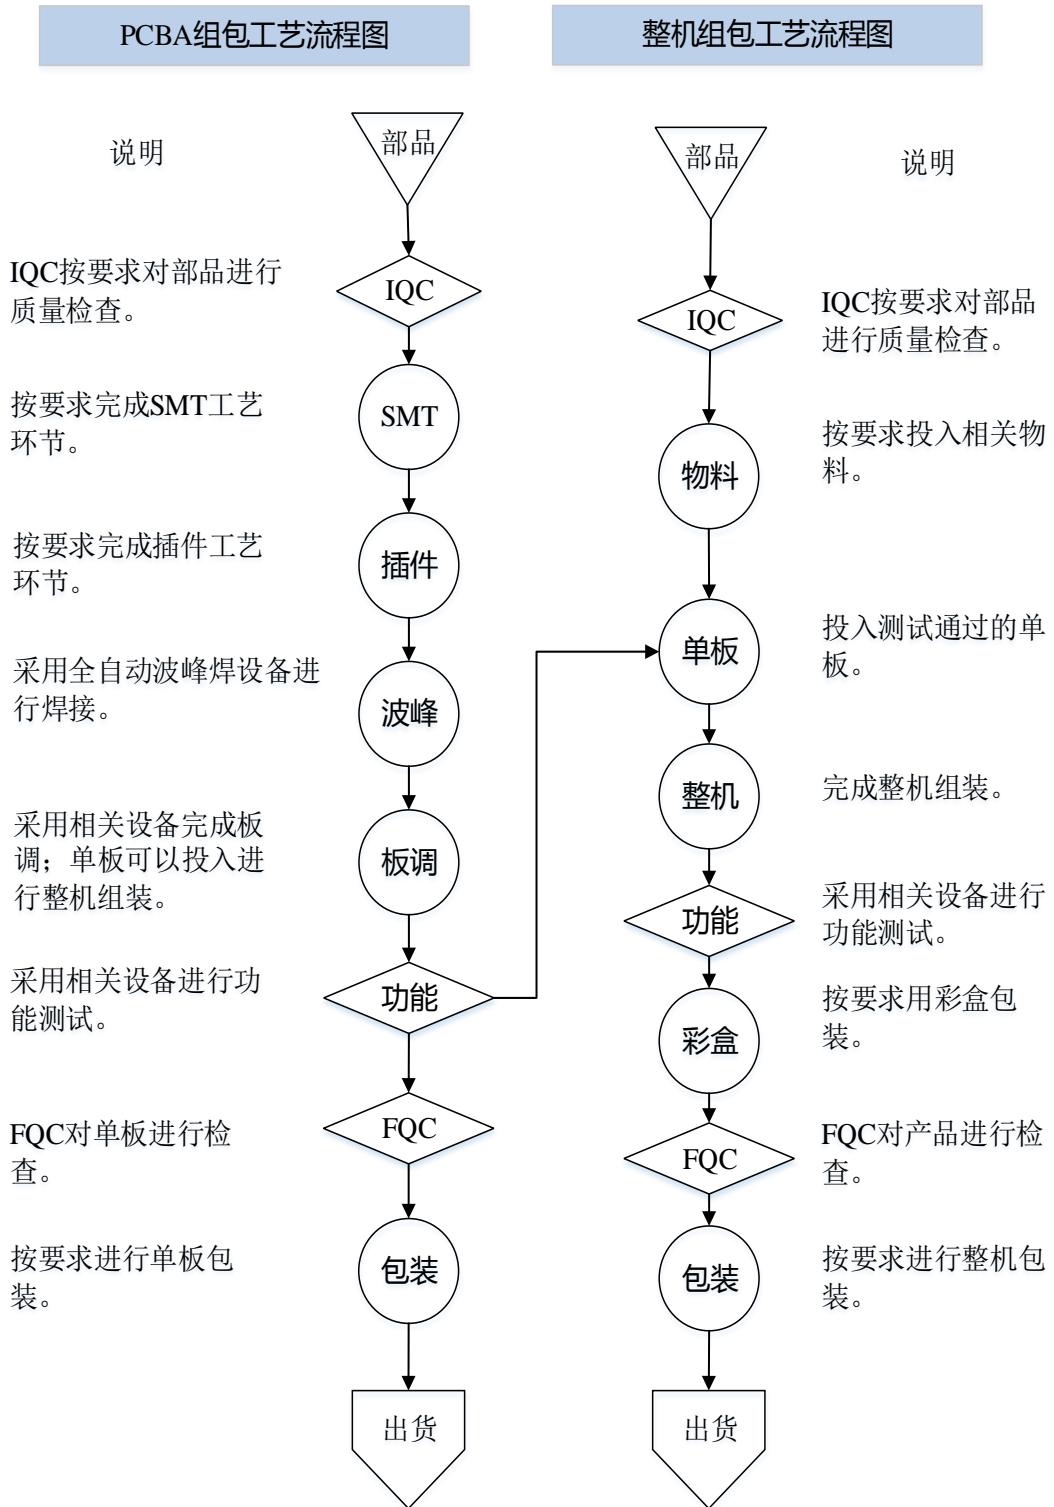 PCBA组包工艺流程图
整机组包工艺流程图
说明
部品
IQC按要求对部品进行
质量检查。
IQC
按要求完成SMT工艺
环节。
SMT
按要求完成插件工艺
环节。
插件
采用全自动波峰焊设备进
行焊接。
波峰
采用相关设备完成板
调；单板可以投入进
行整机组装。
板调
采用相关设备进行功
能测试。
功能
FQC对单板进行检
查。
FQC
按要求进行单板包
装。
包装
出货
部品
说明
IQC
IQC按要求对部品
进行质量检查。
物料
按要求投入相关物
料。
单板
投入测试通过的单
板。
整机
完成整机组装。
功能
采用相关设备进行
功能测试。
彩盒
按要求用彩盒包
装。
FQC
FQC对产品进行检
查。
包装
按要求进行整机包
装。
出货